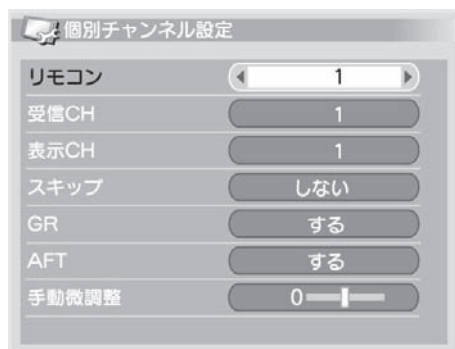 個別チャンネル設定
リモコン 1
受信CH 1
表示CH 1
スキップ しない
GR する
AFT する
手動微調整 0